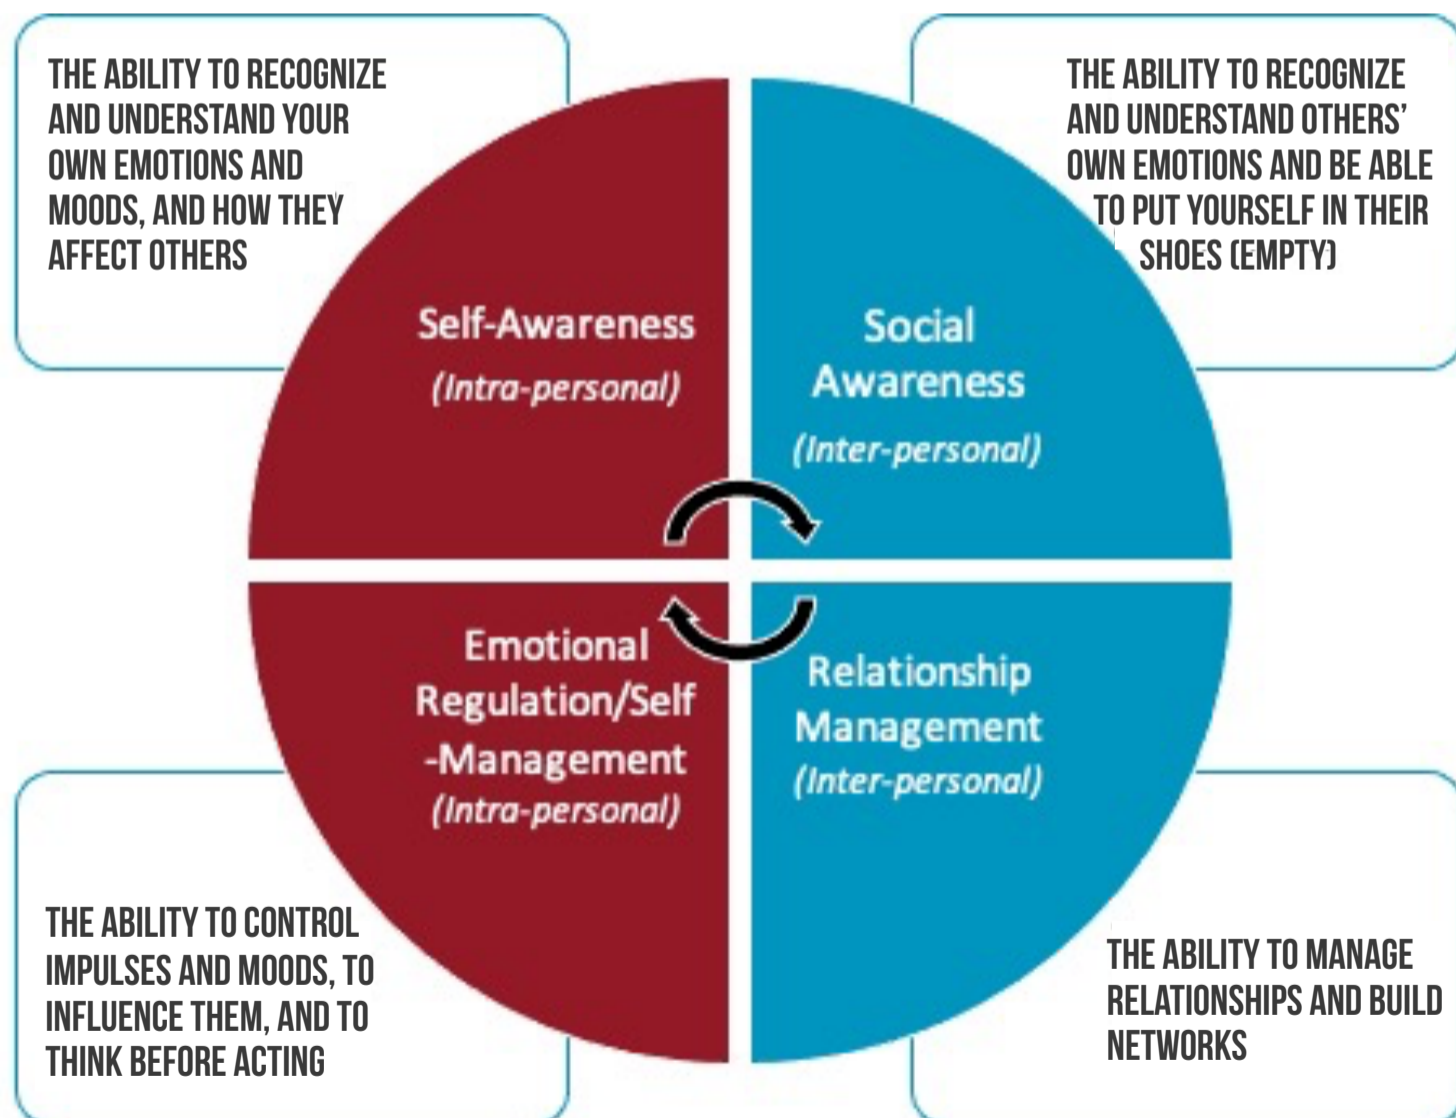 THE ABILITY TO RECOGNIZE
AND UNDERSTAND YOUR
OWN EMOTIONS AND
MOODS, AND HOW THEY
AFFECT OTHERS
THE ABILITY TO RECOGNIZE
AND UNDERSTAND OTHERS’
OWN EMOTIONS AND BE ABLE
TO PUT YOURSELF IN THEIR
SHOES (EMPTY)
Self-Awareness
(Intra-personal)
Social
Awareness
(Inter-personal)
Emotional
Regulation/Self
-Management
(Intra-personal)
Relationship
Management
(Inter-personal)
THE ABILITY TO CONTROL
IMPULSES AND MOODS, TO
INFLUENCE THEM, AND TO
THINK BEFORE ACTING
THE ABILITY TO MANAGE
RELATIONSHIPS AND BUILD
NETWORKS